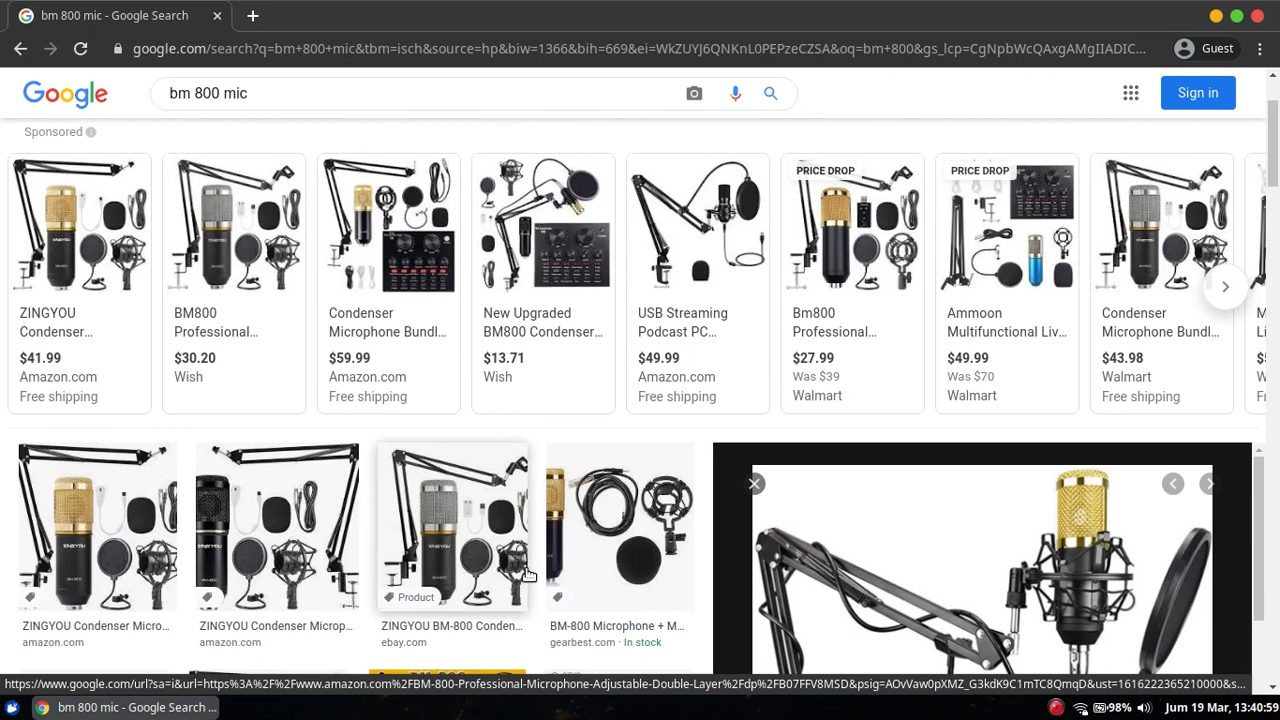 bm 800 mic - Google Search
google.com/search?q=bm+800+mic&tbm=isch&source=hp&biw=1366&bih=669&ei=WkZUYJ6QNKnL0PEPzeCZSA&oq=bm+800&gs_lcp=CgNpbWcQAxgAMgIIADIC...
Guest
Google
bm 800 mic
Sign in
Sponsored
PRICE DROP
PRICE DROP
ZINGYOU
Condenser...
$41.99
Amazon.com
Free shipping
BM800
Professional...
$30.20
Wish
Condenser
Microphone Bundl...
$59.99
Amazon.com
Free shipping
New Upgraded
BM800 Condenser...
$13.71
Wish
USB Streaming
Podcast PC...
$49.99
Amazon.com
Free shipping
Bm800
Professional...
$27.99
Was $39
Walmart
Ammoon
Multifunctional Liv...
$49.99
Was $70
Walmart
Condenser
Microphone Bundl...
$43.98
Walmart
Free shipping
Product
ZINGYOU Condenser Micro...
amazon.com
ZINGYOU Condenser Microp...
amazon.com
ZINGYOU BM-800 Conden...
ebay.com
BM-800 Microphone + M...
gearbest.com · In stock
https://www.google.com/url?sa=i&url=https%3A%2F%2Fwww.amazon.com%2FBM-800-Professional-Microphone-Adjustable-Double-Layer%2Fdp%2FB07FFV8MSD&psig=AOvVaw0pXMZ_G3kdK9C1mTC8QmqD&ust=1616222365210000&s...
bm 800 mic - Google Search ...
98%
Jum 19 Mar, 13:40:59